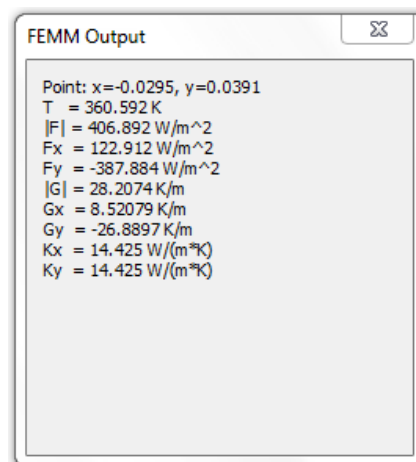 FEMM Output
Point: x=-0.0295, y=0.0391
T = 360.592 K
|F| = 406.892 W/m^2
Fx = 122.912 W/m^2
Fy = -387.884 W/m^2
|G| = 28.2074 K/m
Gx = 8.52079 K/m
Gy = -26.8897 K/m
Kx = 14.425 W/(m*K)
Ky = 14.425 W/(m*K)